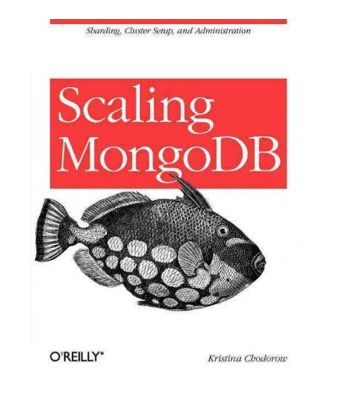 Sharding, Cluster Setup, and Administration
Scaling
MongoDB
O'REILLY®
Kristina Chodorow